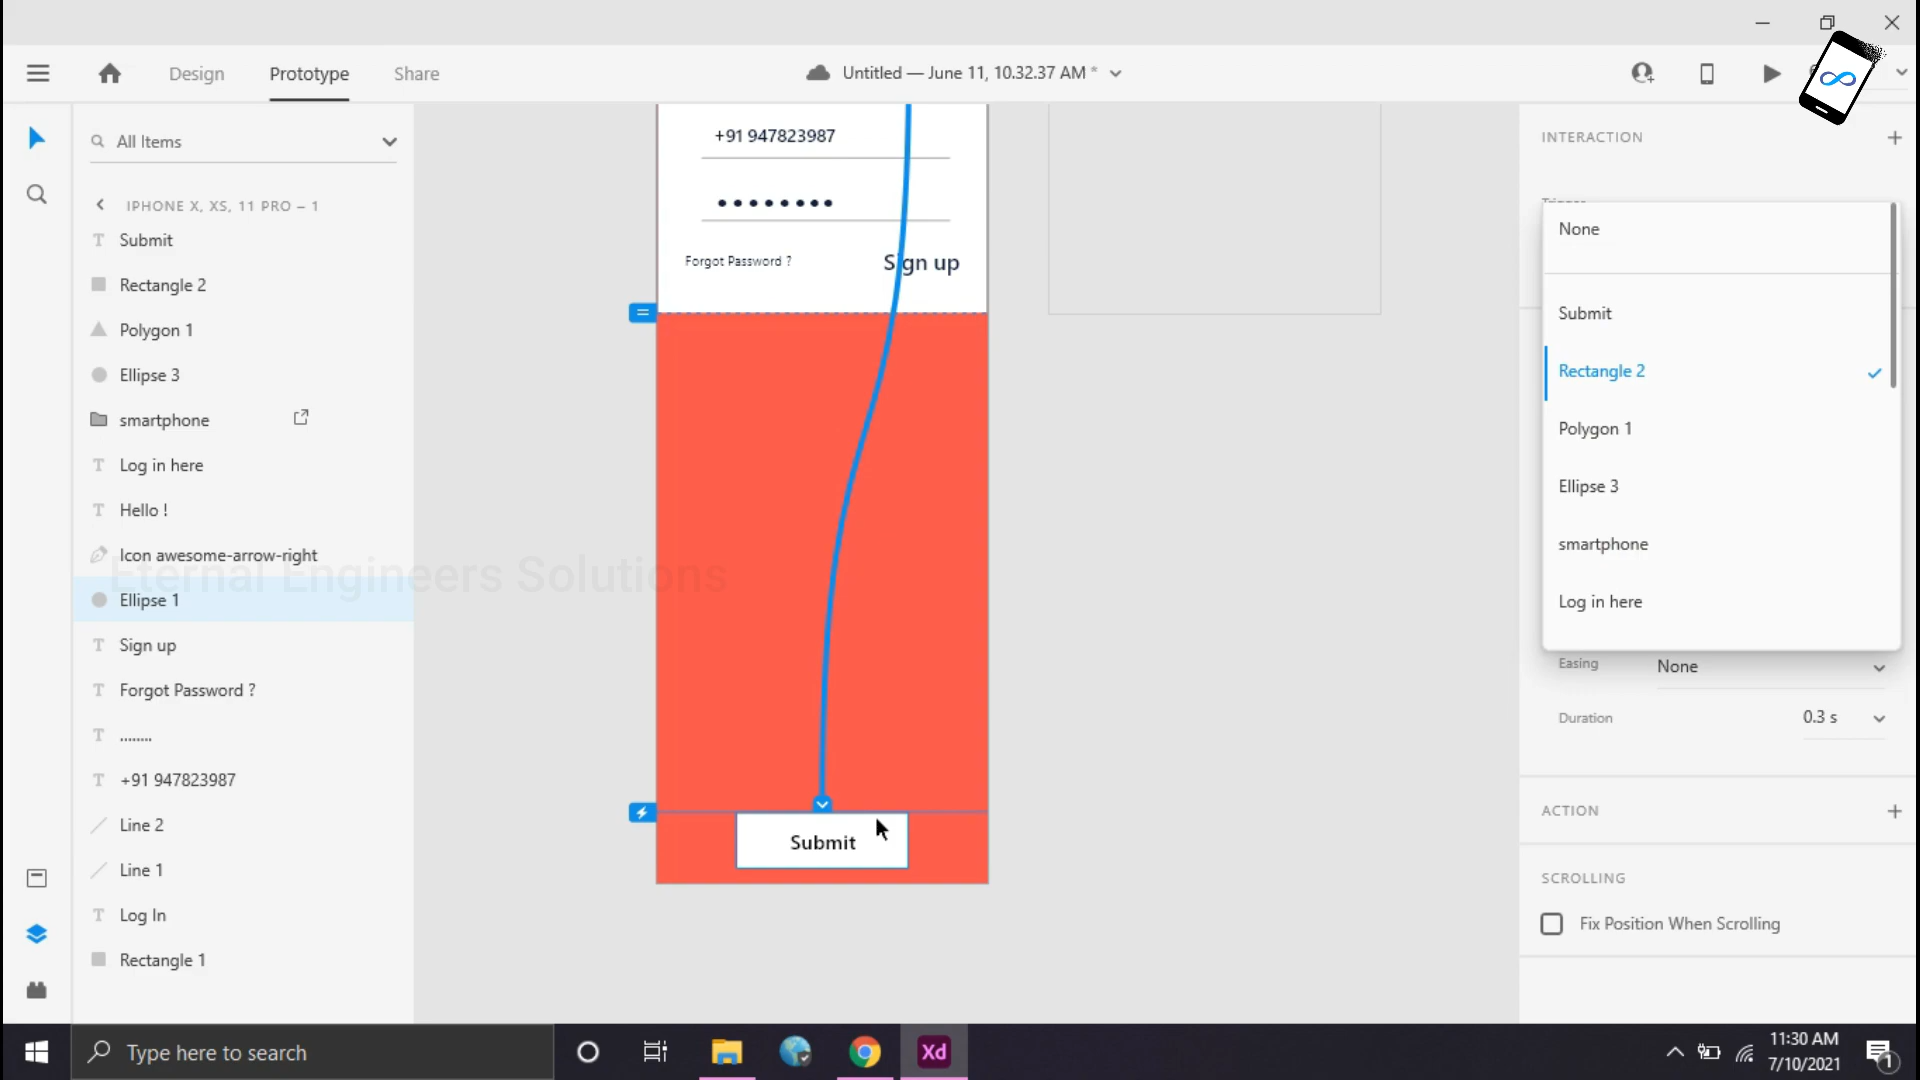 Design
Prototype
Share
Untitled — June 11, 10.32.37 AM *
All Items
IPHONE X, XS, 11 PRO – 1
Submit
Rectangle 2
Polygon 1
Ellipse 3
smartphone
Log in here
Hello !
Icon awesome-arrow-right
Ellipse 1
Sign up
Forgot Password ?
........
+91 947823987
Line 2
Line 1
Log In
Rectangle 1
Eternal Engineers Solutions
+91 947823987
Forgot Password ?
Sign up
Submit
INTERACTION
None
Submit
Rectangle 2
Polygon 1
Ellipse 3
smartphone
Log in here
Easing
None
Duration
0.3 s
ACTION
SCROLLING
Fix Position When Scrolling
Type here to search
Xd
11:30 AM
7/10/2021
1